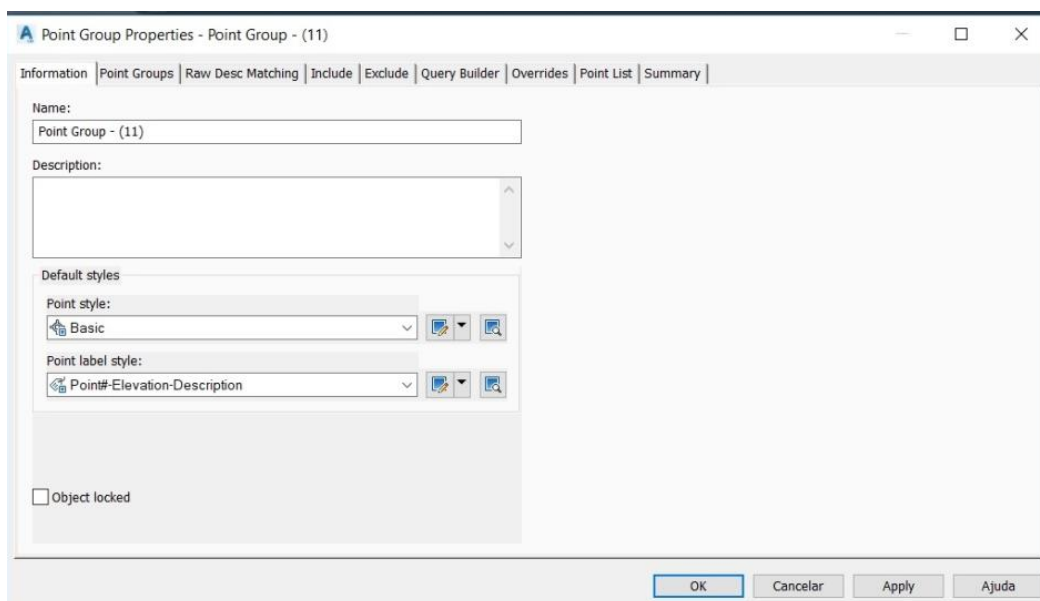 Point Group Properties - Point Group - (11)
Information Point Groups Raw Desc Matching Include Exclude Query Builder Overrides Point List Summary
Name:
Point Group - (11)
Description:
Default styles
Point style:
Basic
Point label style:
Point#-Elevation-Description
Object locked
OK Cancelar Apply Ajuda